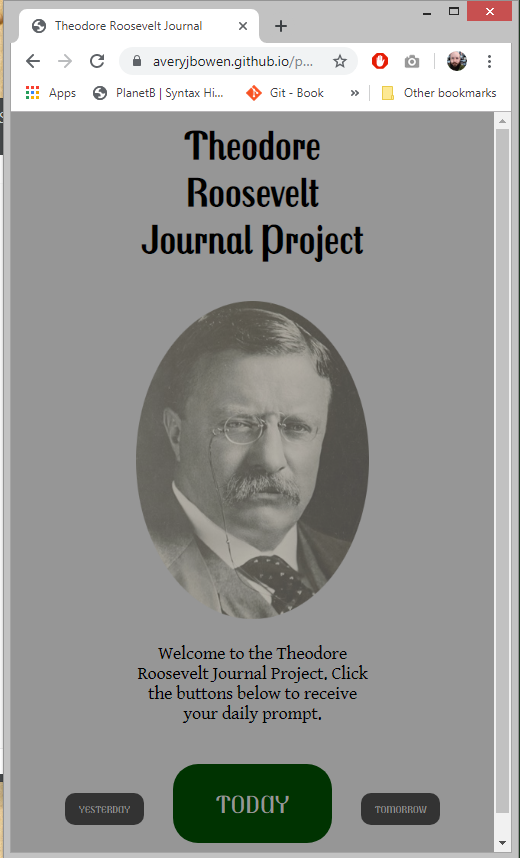 Theodore Roosevelt Journal
averyjbowen.github.io/p...
Apps PlanetB | Syntax Hi... Git - Book » Other bookmarks
Theodore
Roosevelt
Journal Project
Welcome to the Theodore
Roosevelt Journal Project. Click
the buttons below to receive
your daily prompt.
YESTERDAY TODAY TOMORROW